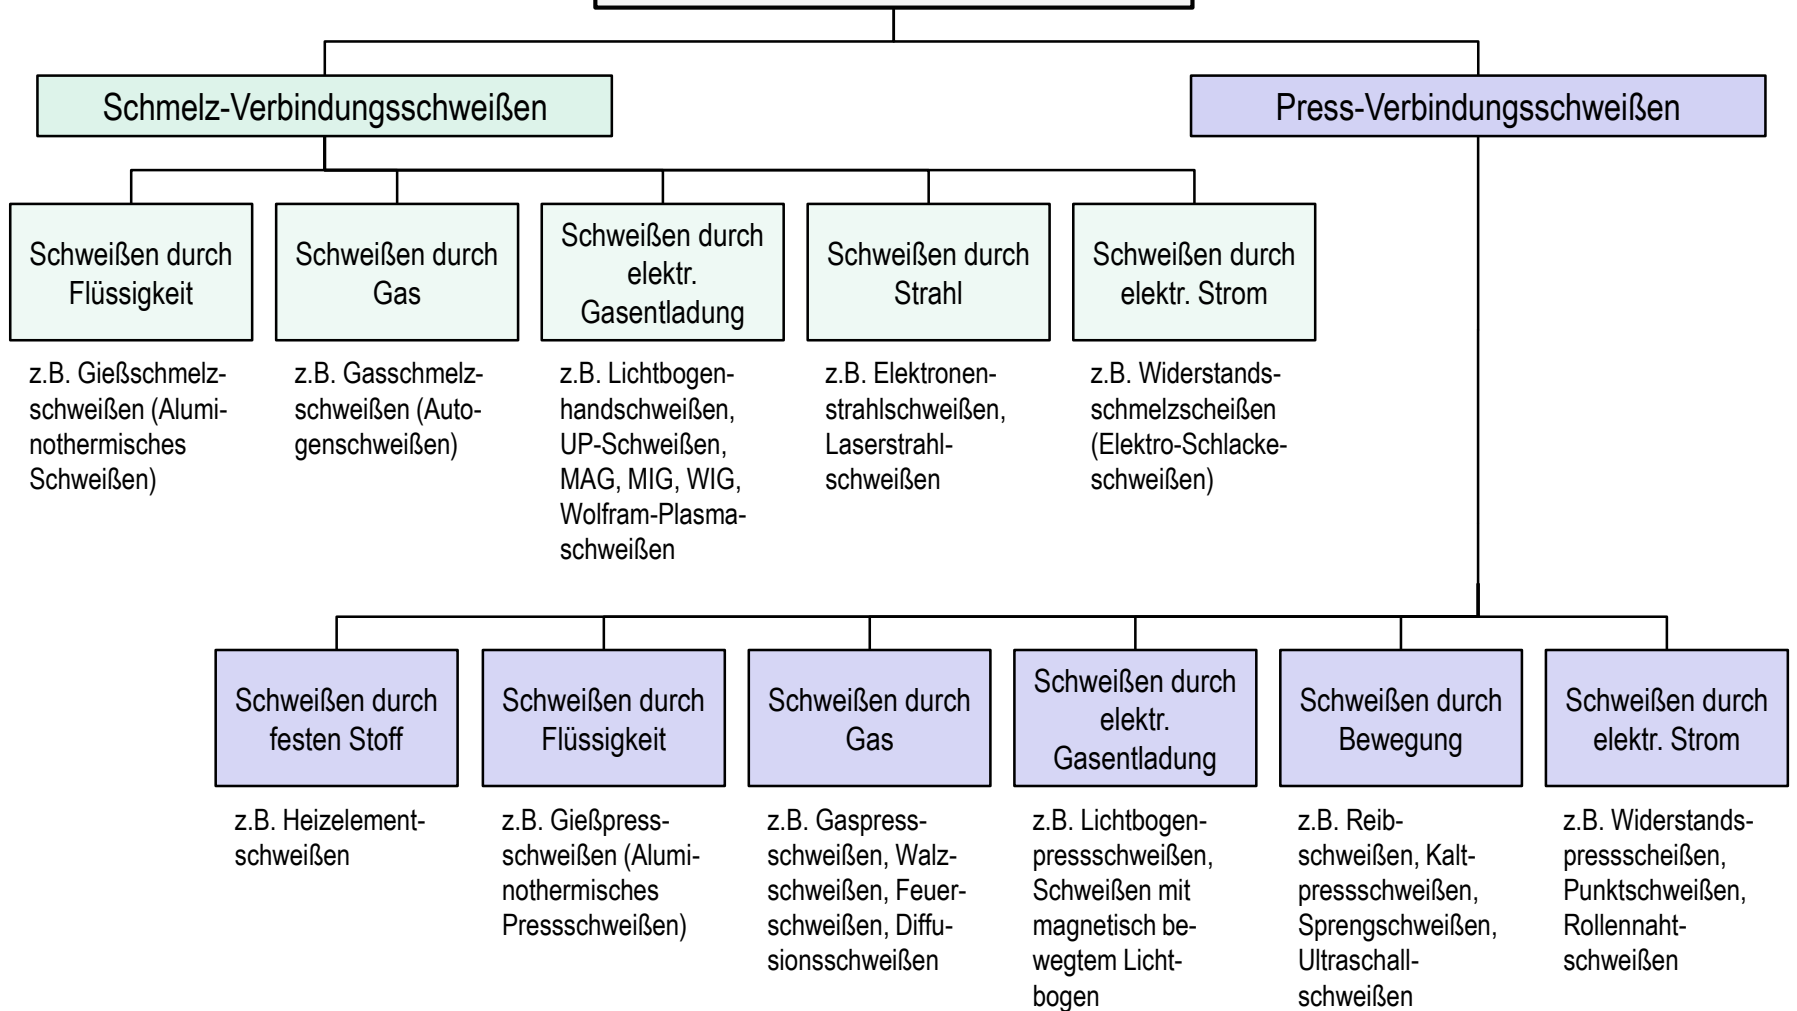 Schmelz-Verbindungsschweißen
Press-Verbindungsschweißen
Schweißen durch
Flüssigkeit
Schweißen durch
Gas
Schweißen durch
elektr.
Gasentladung
Schweißen durch
Strahl
Schweißen durch
elektr. Strom
z.B. Gießschmelz-
schweißen (Alumi-
nothermisches
Schweißen)
z.B. Gasschmelz-
schweißen (Auto-
genschweißen)
z.B. Lichtbogen-
handschweißen,
UP-Schweißen,
MAG, MIG, WIG,
Wolfram-Plasma-
schweißen
z.B. Elektronen-
strahlschweißen,
Laserstrahl-
schweißen
z.B. Widerstands-
schmelzscheißen
(Elektro-Schlacke-
schweißen)
Schweißen durch
festen Stoff
Schweißen durch
Flüssigkeit
Schweißen durch
Gas
Schweißen durch
elektr.
Gasentladung
Schweißen durch
Bewegung
Schweißen durch
elektr. Strom
z.B. Heizelement-
schweißen
z.B. Gießpress-
schweißen (Alumi-
nothermisches
Pressschweißen)
z.B. Gaspress-
schweißen, Walz-
schweißen, Feuer-
schweißen, Diffu-
sionsschweißen
z.B. Lichtbogen-
pressschweißen,
Schweißen mit
magnetisch be-
wegtem Licht-
bogen
z.B. Reib-
schweißen, Kalt-
pressschweißen,
Sprengschweißen,
Ultraschall-
schweißen
z.B. Widerstands-
pressscheißen,
Punktschweißen,
Rollennaht-
schweißen